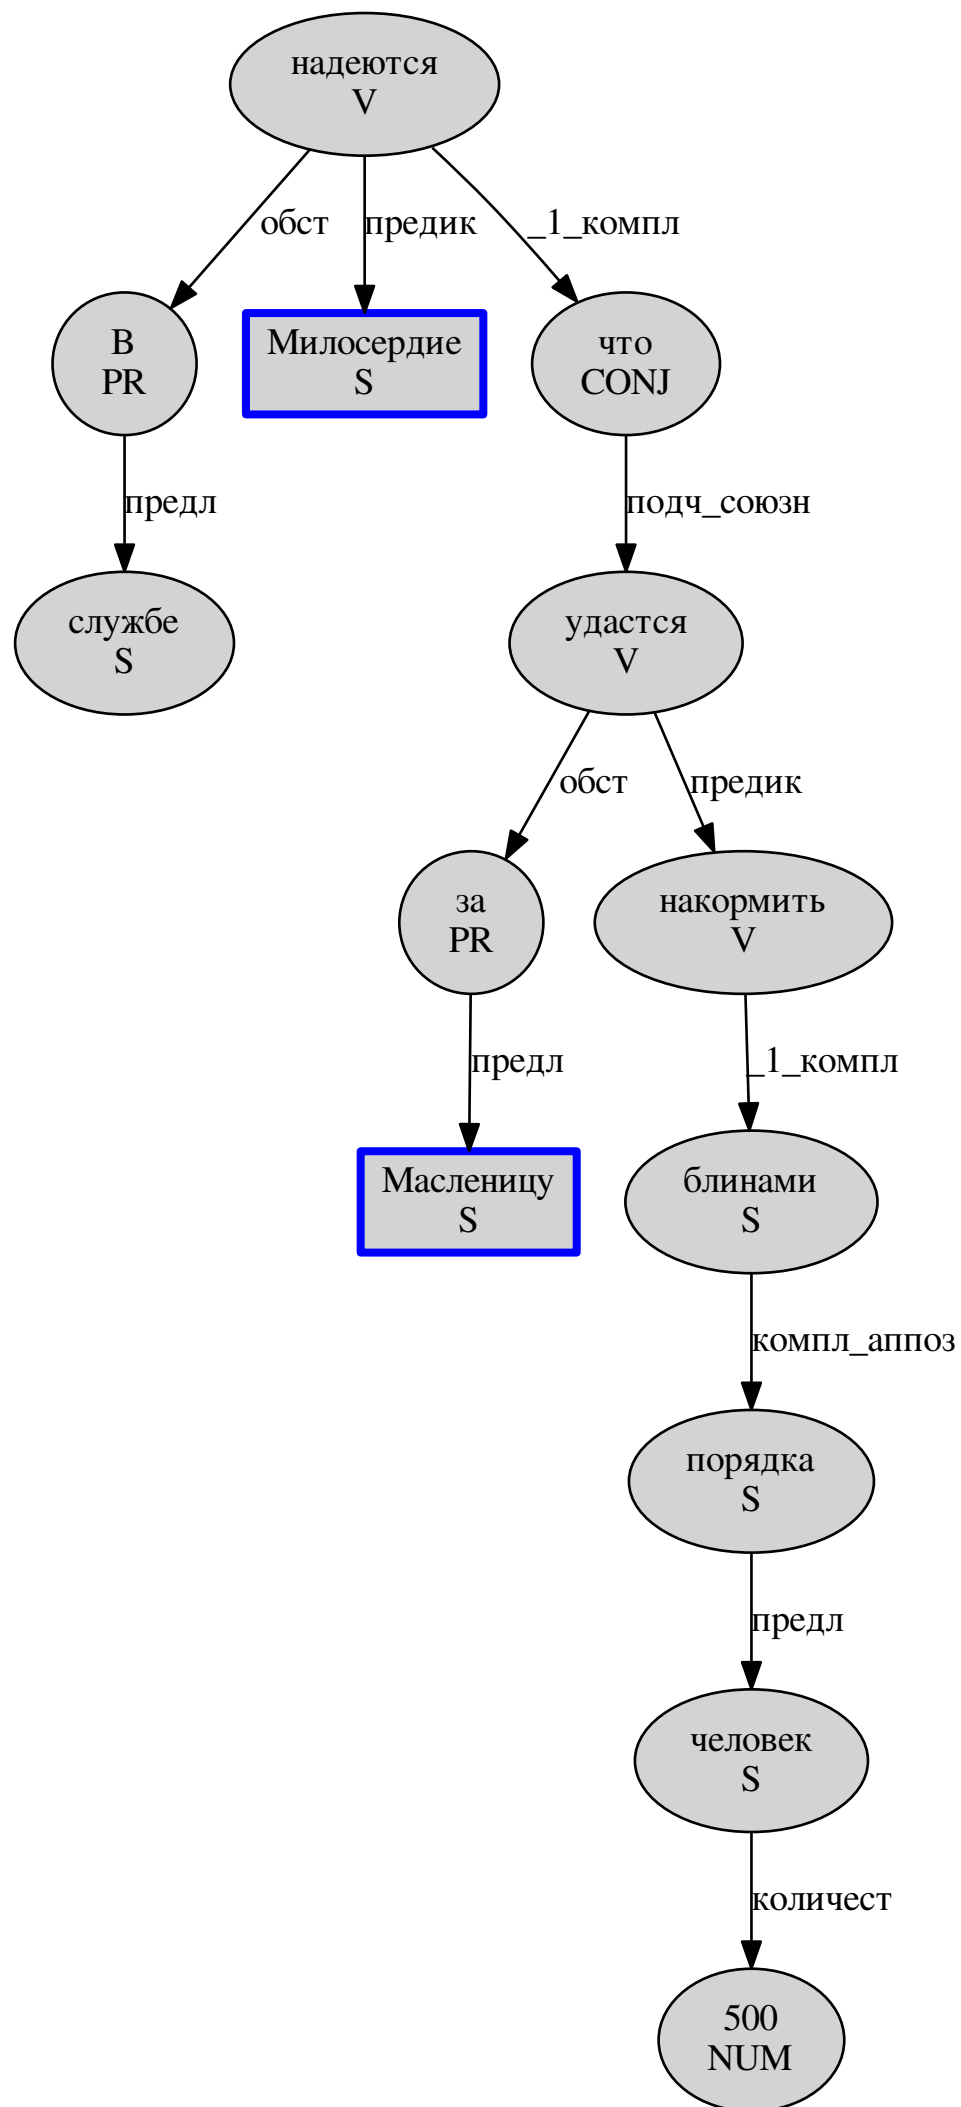 надеются
V
обст
предик
_1_компл
В
PR
Милосердие
S
что
CONJ
предл
подч_союзн
службе
S
удастся
V
обст
предик
за
PR
накормить
V
предл
_1_компл
Масленицу
S
блинами
S
компл_аппоз
порядка
S
предл
человек
S
количест
500
NUM